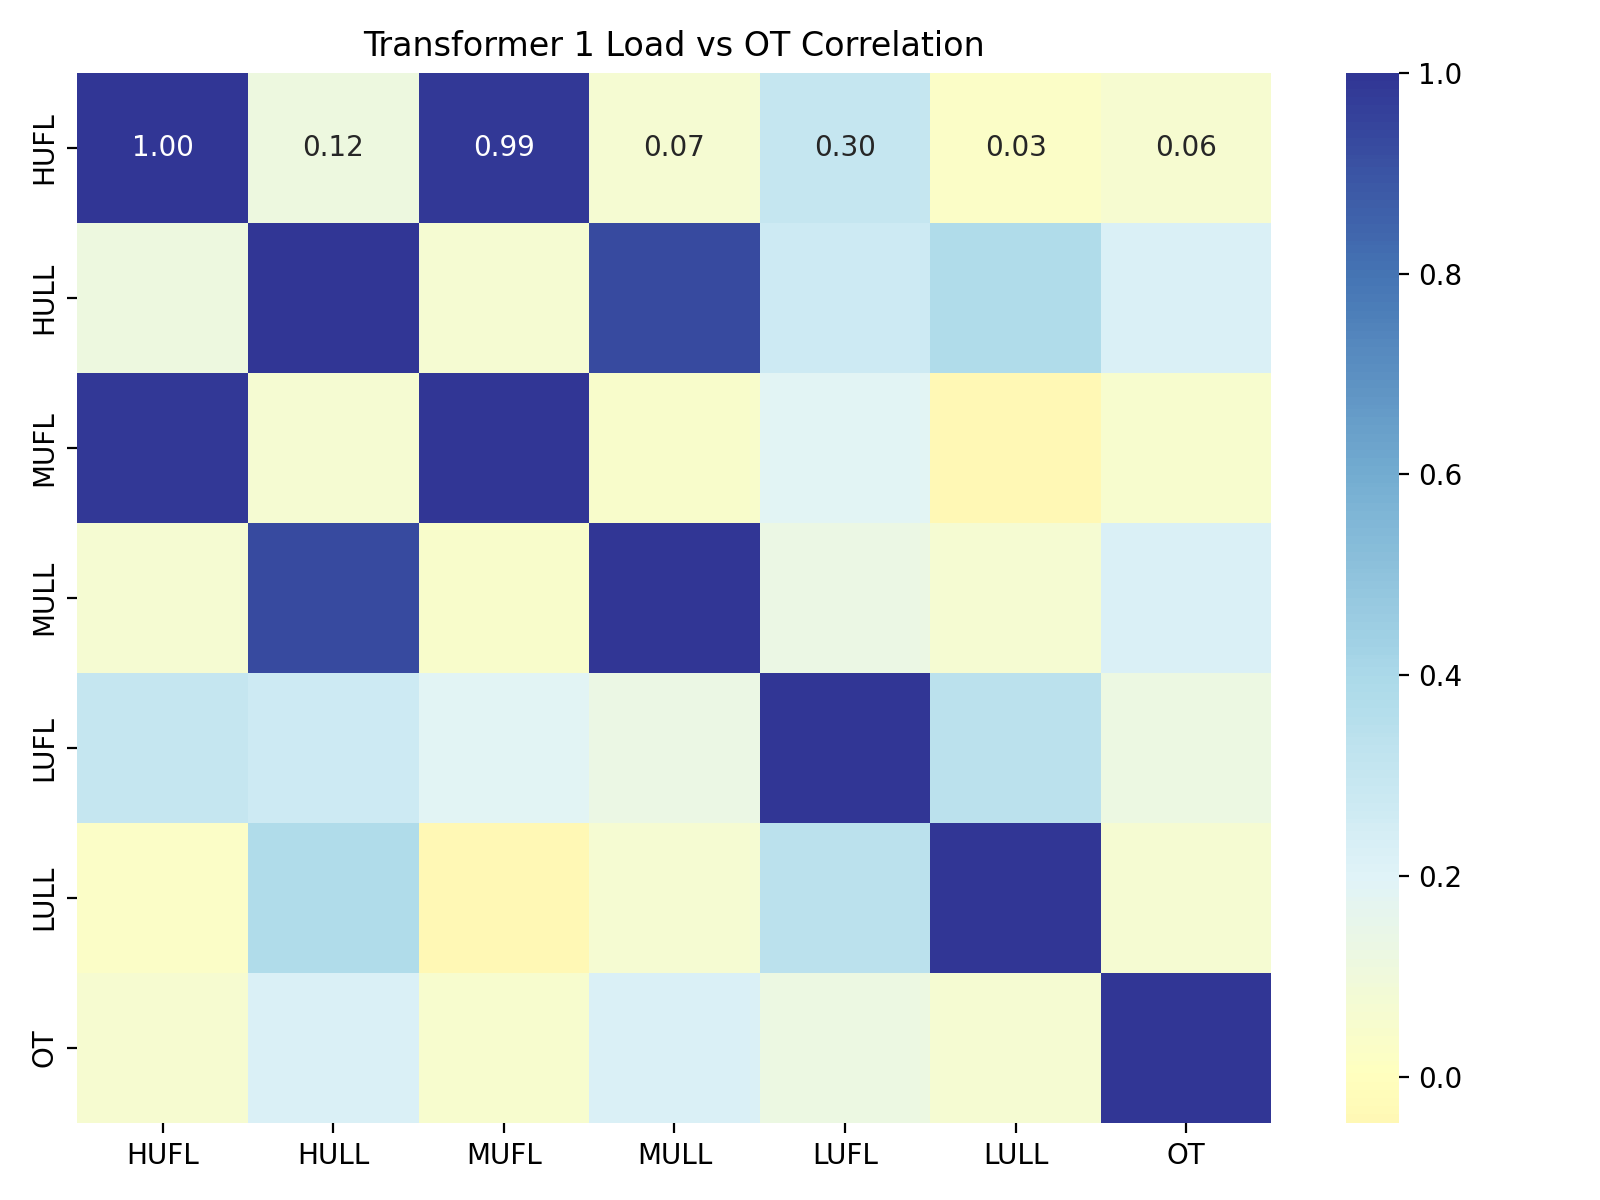 Transformer 1 Load vs OT Correlation
HUFL 1.00 0.12 0.99 0.07 0.30 0.03 0.06
HULL
MUFL
MULL
LUFL
LULL
OT
HUFL HULL MUFL MULL LUFL LULL OT
1.0
0.8
0.6
0.4
0.2
0.0